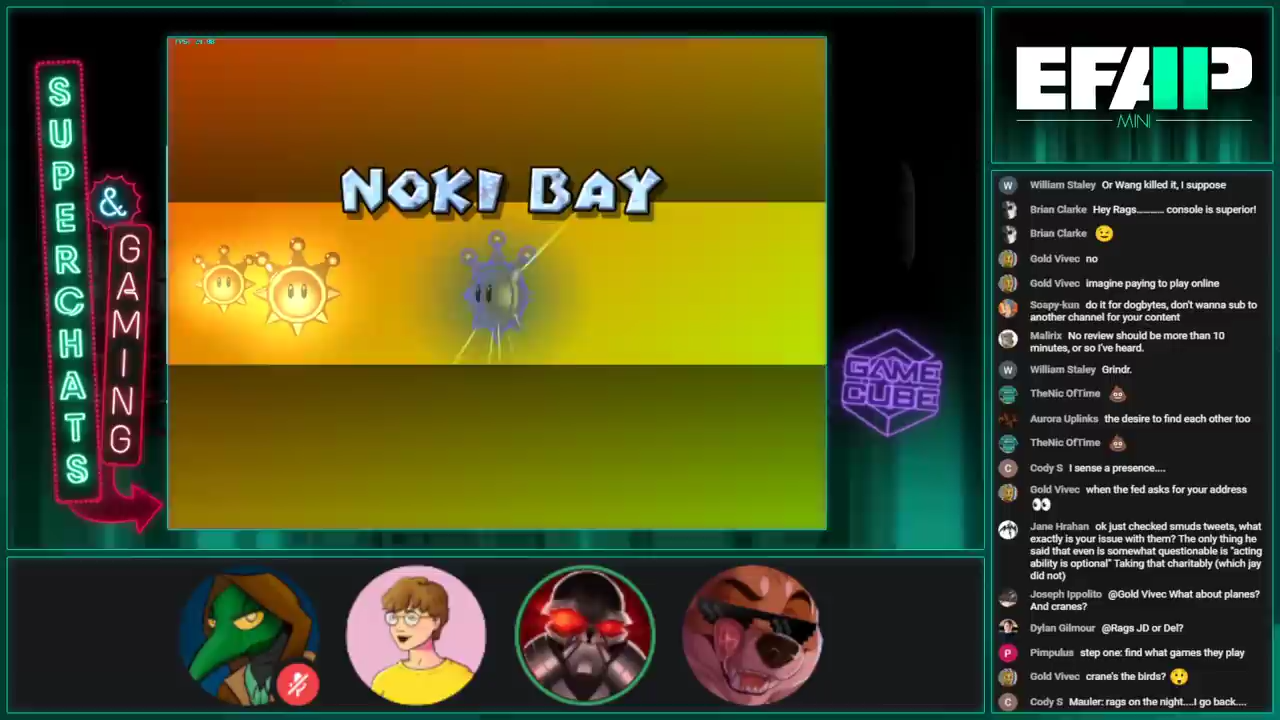 SUPERCHATS
&
GAMING
NOKI BAY
GAME
CUBE
EFAP
MINI
William Staley Or Wang killed it, I suppose
Brian Clarke Hey Rags........... console is superior!
Brian Clarke 😉
Gold Vivec no
Gold Vivec imagine paying to play online
Soapy-kun do it for dogbytes, don't wanna sub to
another channel for your content
Malirix No review should be more than 10
minutes, or so I've heard.
William Staley Grindr.
TheNic OfTime 💩
Aurora Uplinks the desire to find each other too
TheNic OfTime 💩
Cody S I sense a presence....
Gold Vivec when the fed asks for your address
👀
Jane Hrahan ok just checked smuds tweets, what
exactly is your issue with them? The only thing he
said that even is somewhat questionable is "acting
ability is optional" Taking that charitably (which jay
did not)
Joseph Ippolito @Gold Vivec What about planes?
And cranes?
Dylan Gilmour @Rags JD or Del?
Pimpulus step one: find what games they play
Gold Vivec crane's the birds? 😲
Cody S Mauler: rags on the night....I go back....